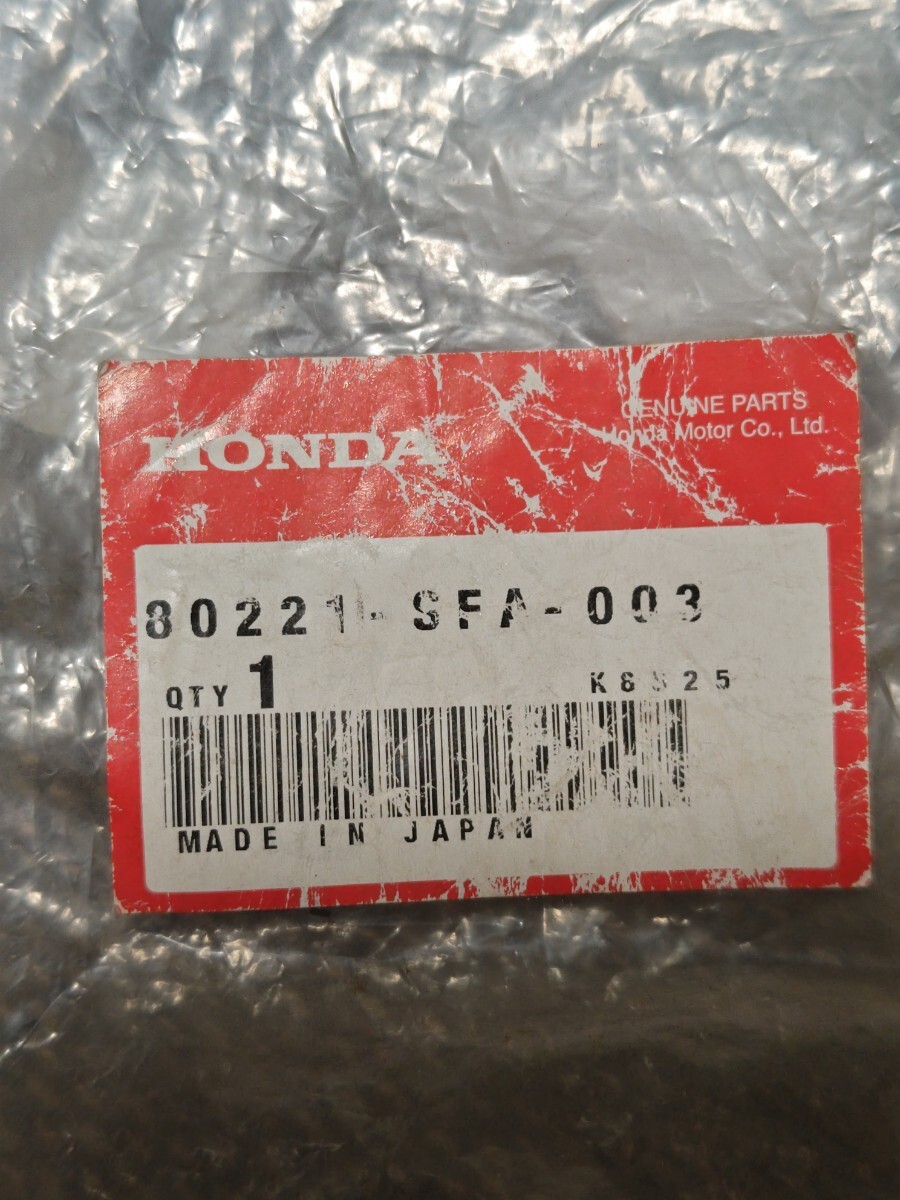 HONDA
GENUINE PARTS
Honda Motor Co., Ltd.
80221-SFA-003
QTY 1
MADE IN JAPAN